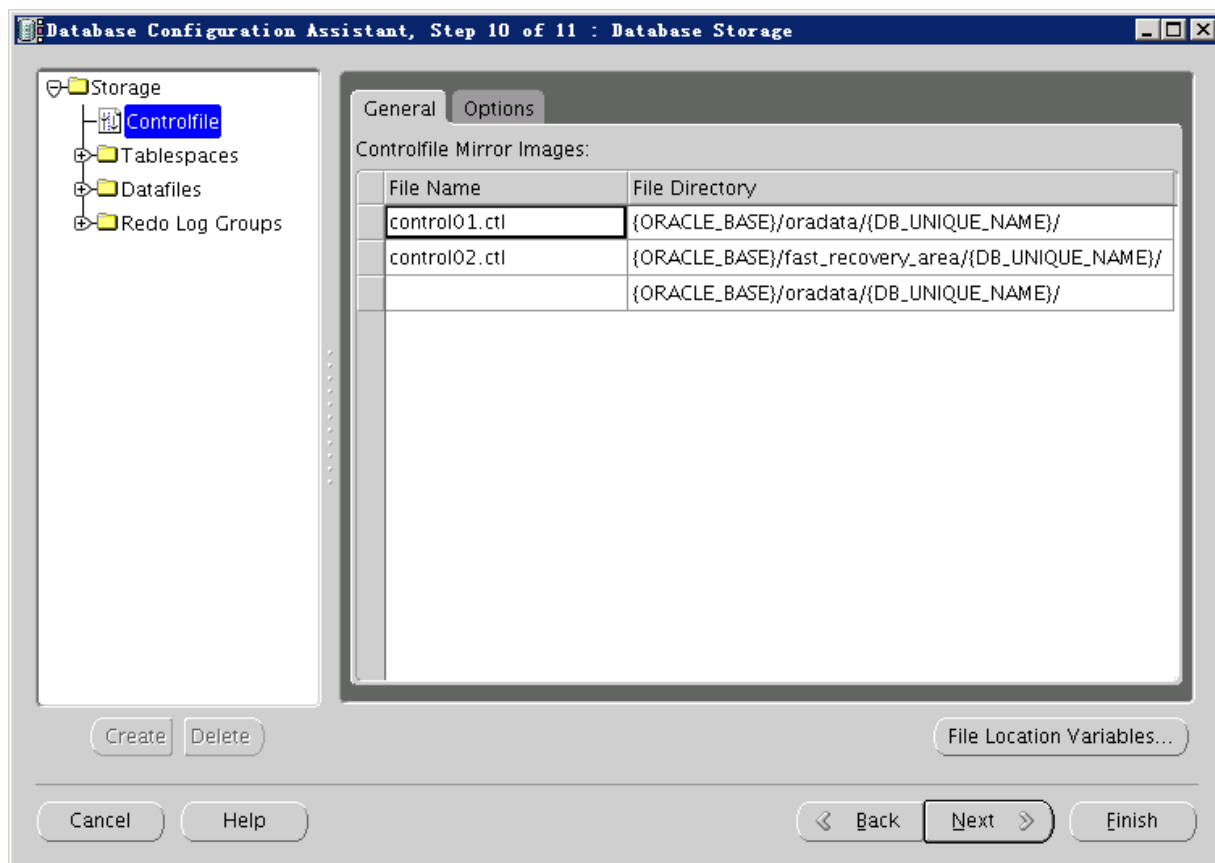 Database Configuration Assistant, Step 10 of 11 : Database Storage
Storage
Controlfile
Tablespaces
Datafiles
Redo Log Groups
General Options
Controlfile Mirror Images:
File Name File Directory
control01.ctl {ORACLE_BASE}/oradata/{DB_UNIQUE_NAME}/
control02.ctl {ORACLE_BASE}/fast_recovery_area/{DB_UNIQUE_NAME}/
{ORACLE_BASE}/oradata/{DB_UNIQUE_NAME}/
Create Delete File Location Variables...
Cancel Help Back Next Finish